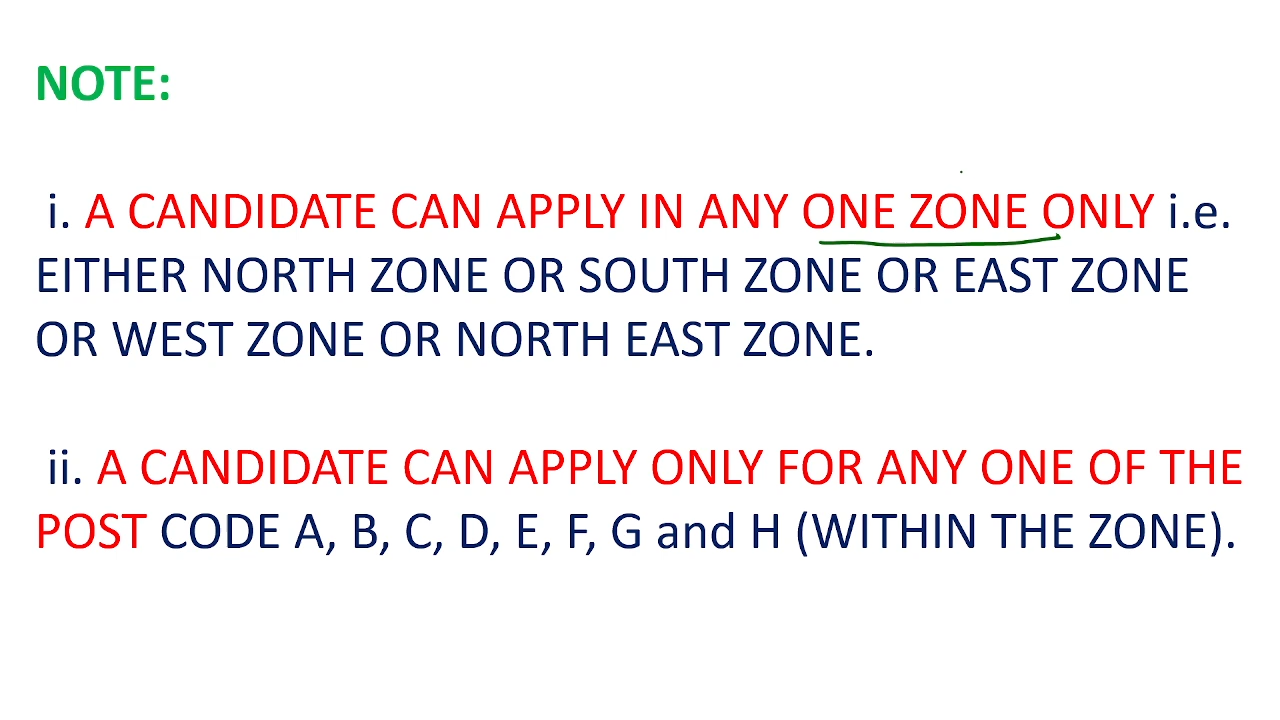 NOTE:
i. A CANDIDATE CAN APPLY IN ANY ONE ZONE ONLY i.e.
EITHER NORTH ZONE OR SOUTH ZONE OR EAST ZONE
OR WEST ZONE OR NORTH EAST ZONE.
ii. A CANDIDATE CAN APPLY ONLY FOR ANY ONE OF THE
POST CODE A, B, C, D, E, F, G and H (WITHIN THE ZONE).